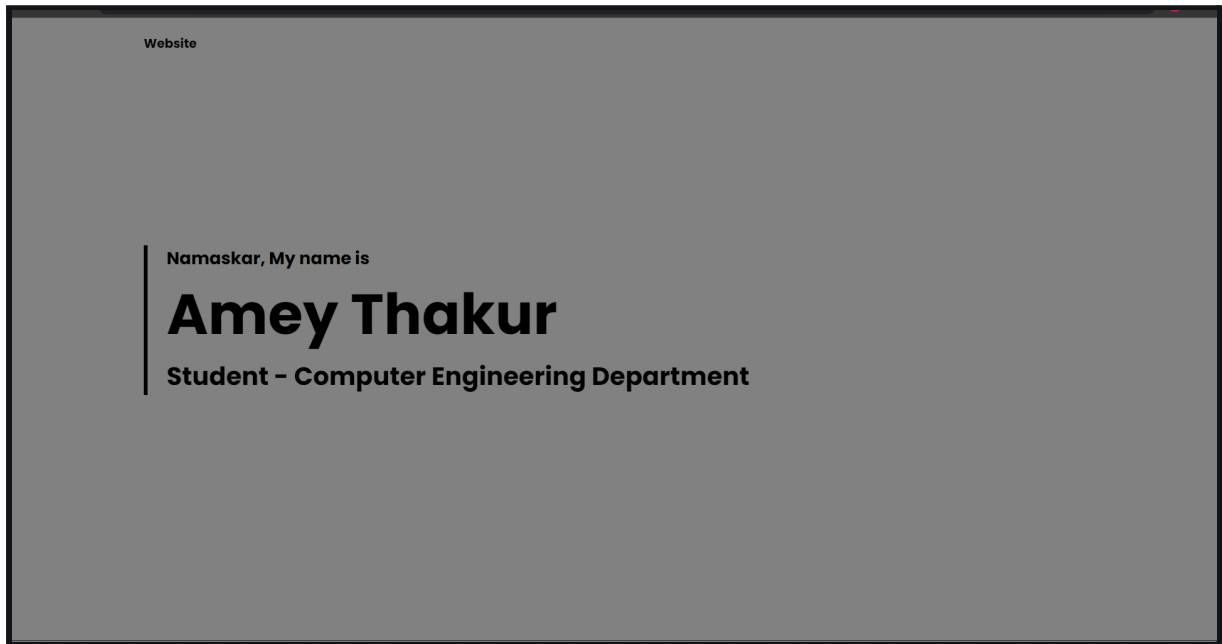 Website
Namaskar, My name is
Amey Thakur
Student - Computer Engineering Department